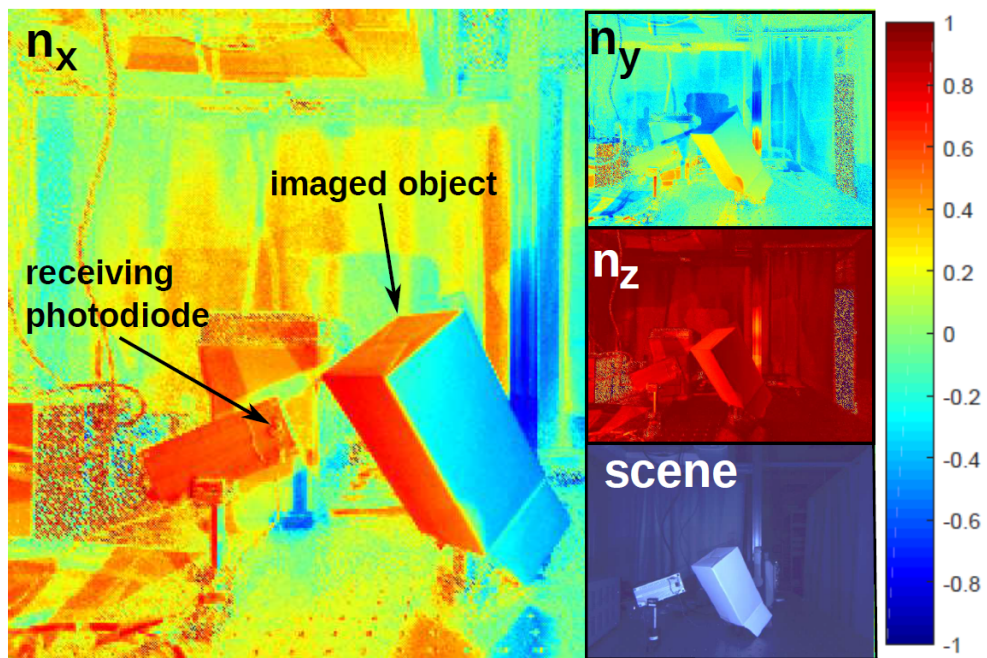 nx
ny
nz
imaged object
receiving
photodiode
scene
1
0.8
0.6
0.4
0.2
0
-0.2
-0.4
-0.6
-0.8
-1